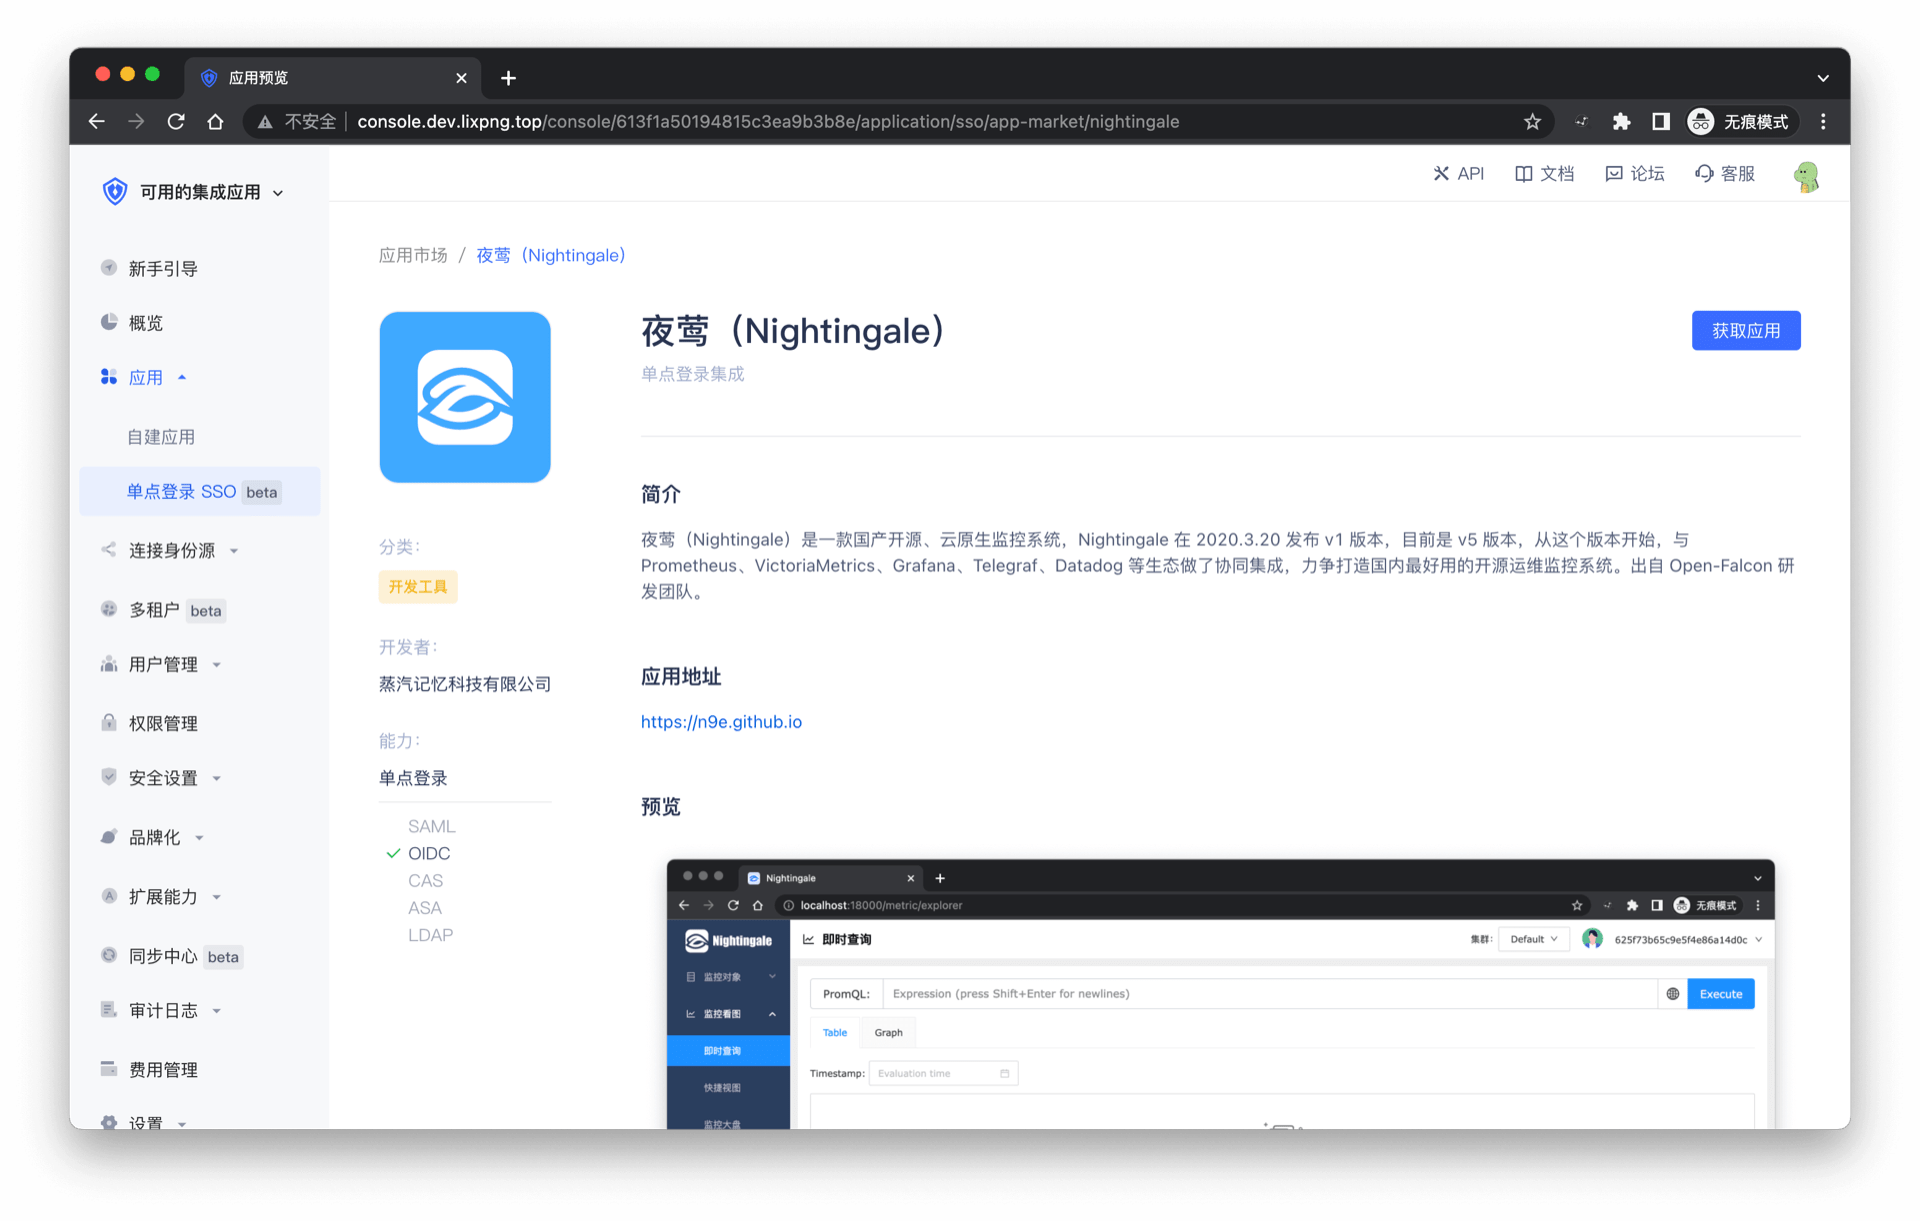 应用预览
不安全 console.dev.lixpng.top/console/613f1a50194815c3ea9b3b8e/application/sso/app-market/nightingale 无痕模式
可用的集成应用
API 文档 论坛 客服
新手引导
概览
应用
自建应用
单点登录 SSO beta
连接身份源
多租户 beta
用户管理
权限管理
安全设置
品牌化
扩展能力
同步中心 beta
审计日志
费用管理
设置
应用市场 / 夜莺（Nightingale）
分类：
开发工具
开发者：
蒸汽记忆科技有限公司
能力：
单点登录
SAML
OIDC
CAS
ASA
LDAP
夜莺（Nightingale）
获取应用
单点登录集成
简介
夜莺（Nightingale）是一款国产开源、云原生监控系统，Nightingale 在 2020.3.20 发布 v1 版本，目前是 v5 版本，从这个版本开始，与
Prometheus、VictoriaMetrics、Grafana、Telegraf、Datadog 等生态做了协同集成，力争打造国内最好用的开源运维监控系统。出自 Open-Falcon 研
发团队。
应用地址
https://n9e.github.io
预览
Nightingale
localhost:18000/metric/explorer 无痕模式
Nightingale
即时查询
集群： Default 625f73b65c9e5f4e86a14d0c
监控对象
监控看图
即时查询
快捷视图
监控大盘
PromQL: Expression (press Shift+Enter for newlines) Execute
Table Graph
Timestamp: Evaluation time